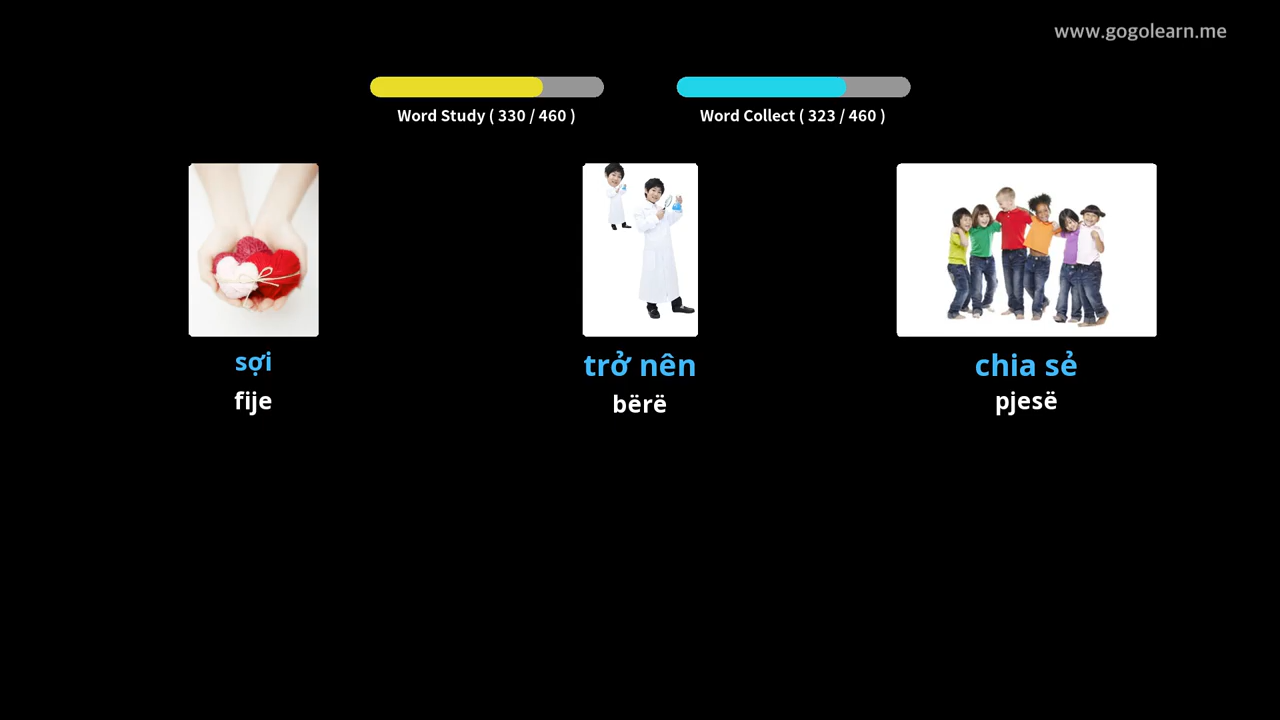 www.gogolearn.me
Word Study ( 330 / 460 )
Word Collect ( 323 / 460 )
sợi
fije
trở nên
bërë
chia sẻ
pjesë